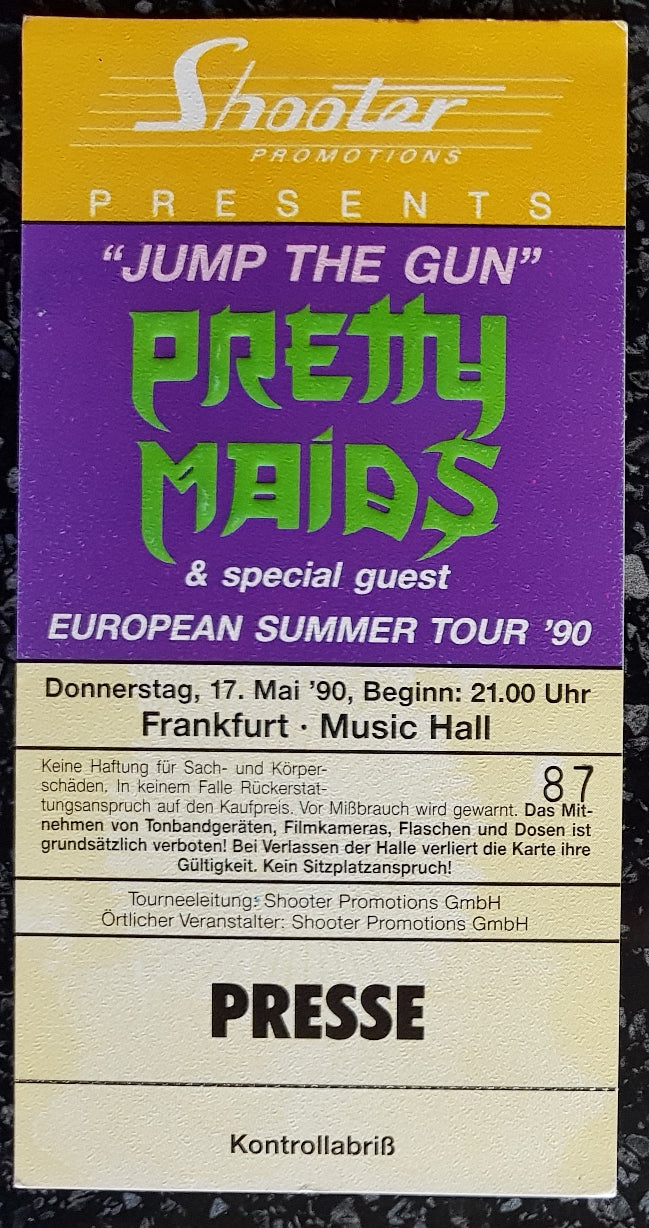 Shooter
PROMOTIONS
PRESENTS
“JUMP THE GUN”
PRETTY
MAIDS
& special guest
EUROPEAN SUMMER TOUR ’90
Donnerstag, 17. Mai ’90, Beginn: 21.00 Uhr
Frankfurt · Music Hall
87
Keine Haftung für Sach- und Körper-
schäden. In keinem Falle Rückerstat-
tungsanspruch auf den Kaufpreis. Vor Mißbrauch wird gewarnt. Das Mit-
nehmen von Tonbandgeräten, Filmkameras, Flaschen und Dosen ist
grundsätzlich verboten! Bei Verlassen der Halle verliert die Karte ihre
Gültigkeit. Kein Sitzplatzanspruch!
Tourneeleitung: Shooter Promotions GmbH
Örtlicher Veranstalter: Shooter Promotions GmbH
PRESSE
Kontrollabriß